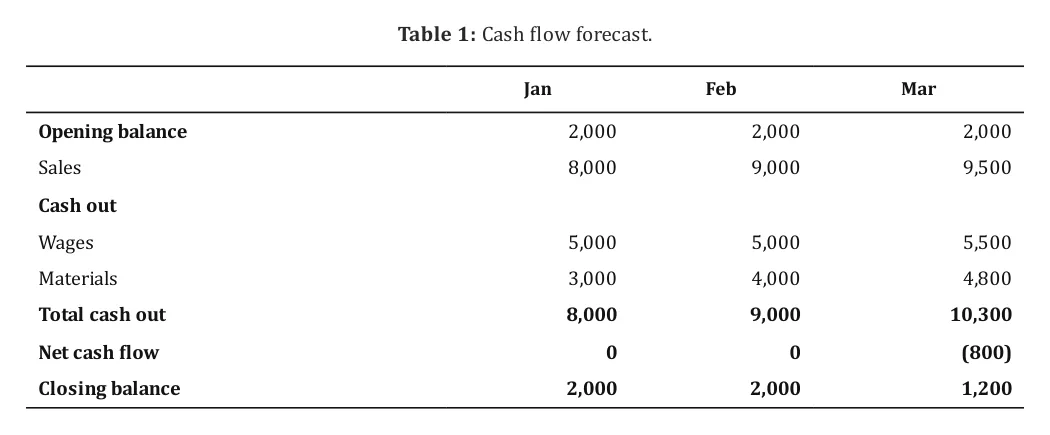 Table 1: Cash flow forecast.
Jan Feb Mar
Opening balance 2,000 2,000 2,000
Sales 8,000 9,000 9,500
Cash out
Wages 5,000 5,000 5,500
Materials 3,000 4,000 4,800
Total cash out 8,000 9,000 10,300
Net cash flow 0 0 (800)
Closing balance 2,000 2,000 1,200